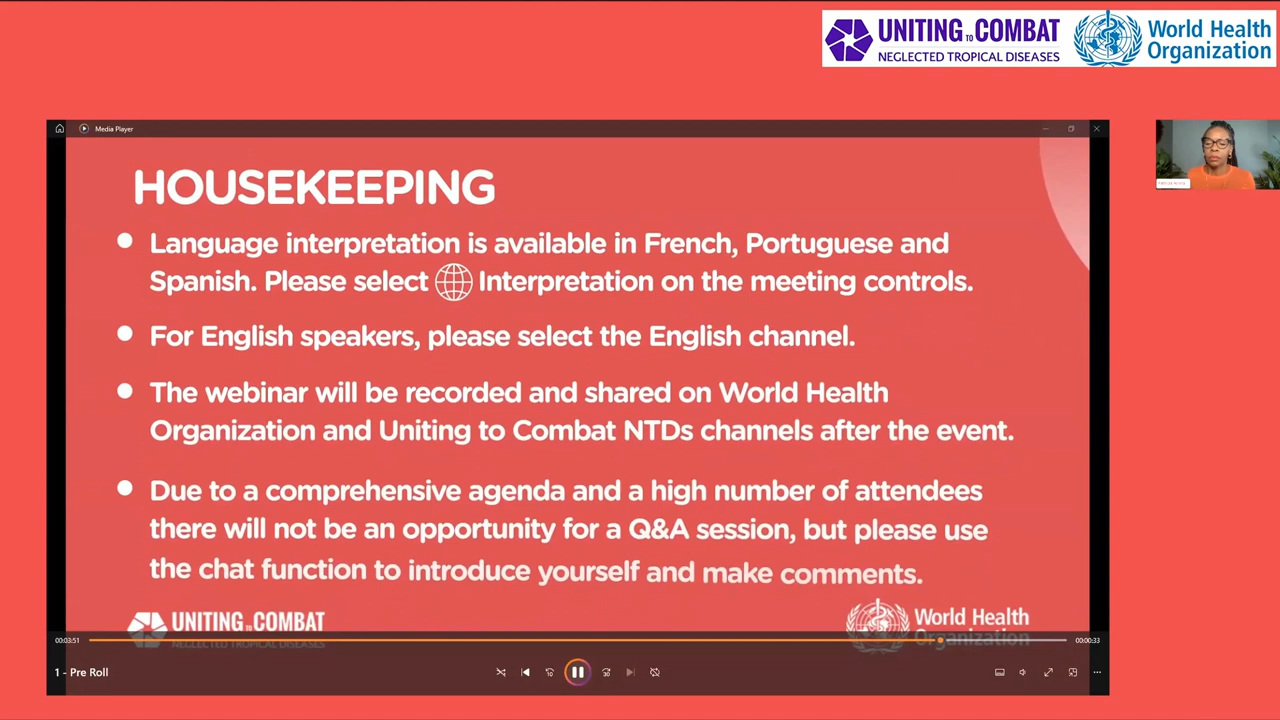 UNITING TO COMBAT
NEGLECTED TROPICAL DISEASES
World Health
Organization
Media Player
HOUSEKEEPING
Language interpretation is available in French, Portuguese and
Spanish. Please select Interpretation on the meeting controls.
For English speakers, please select the English channel.
The webinar will be recorded and shared on World Health
Organization and Uniting to Combat NTDs channels after the event.
Due to a comprehensive agenda and a high number of attendees
there will not be an opportunity for a Q&A session, but please use
the chat function to introduce yourself and make comments.
UNITING TO COMBAT
NEGLECTED TROPICAL DISEASES
World Health
Organization
00:03:51
00:00:33
1 - Pre Roll
10
30